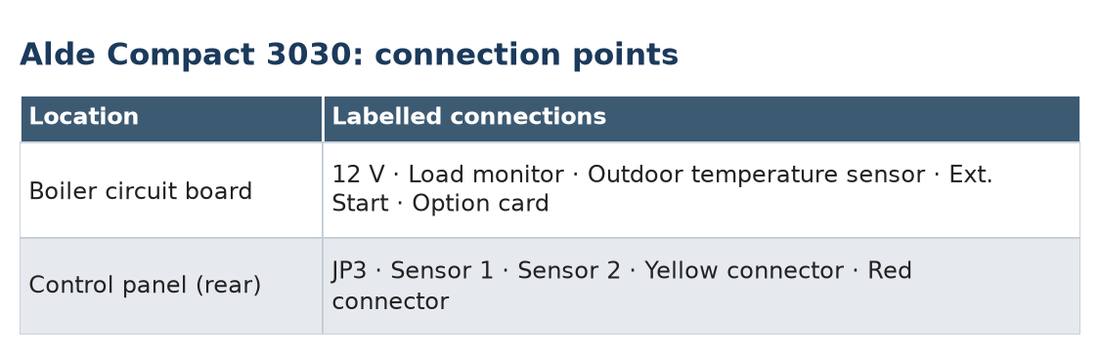 Alde Compact 3030: connection points
Location
Labelled connections
Boiler circuit board
12 V · Load monitor · Outdoor temperature sensor · Ext.
Start · Option card
Control panel (rear)
JP3 · Sensor 1 · Sensor 2 · Yellow connector · Red
connector